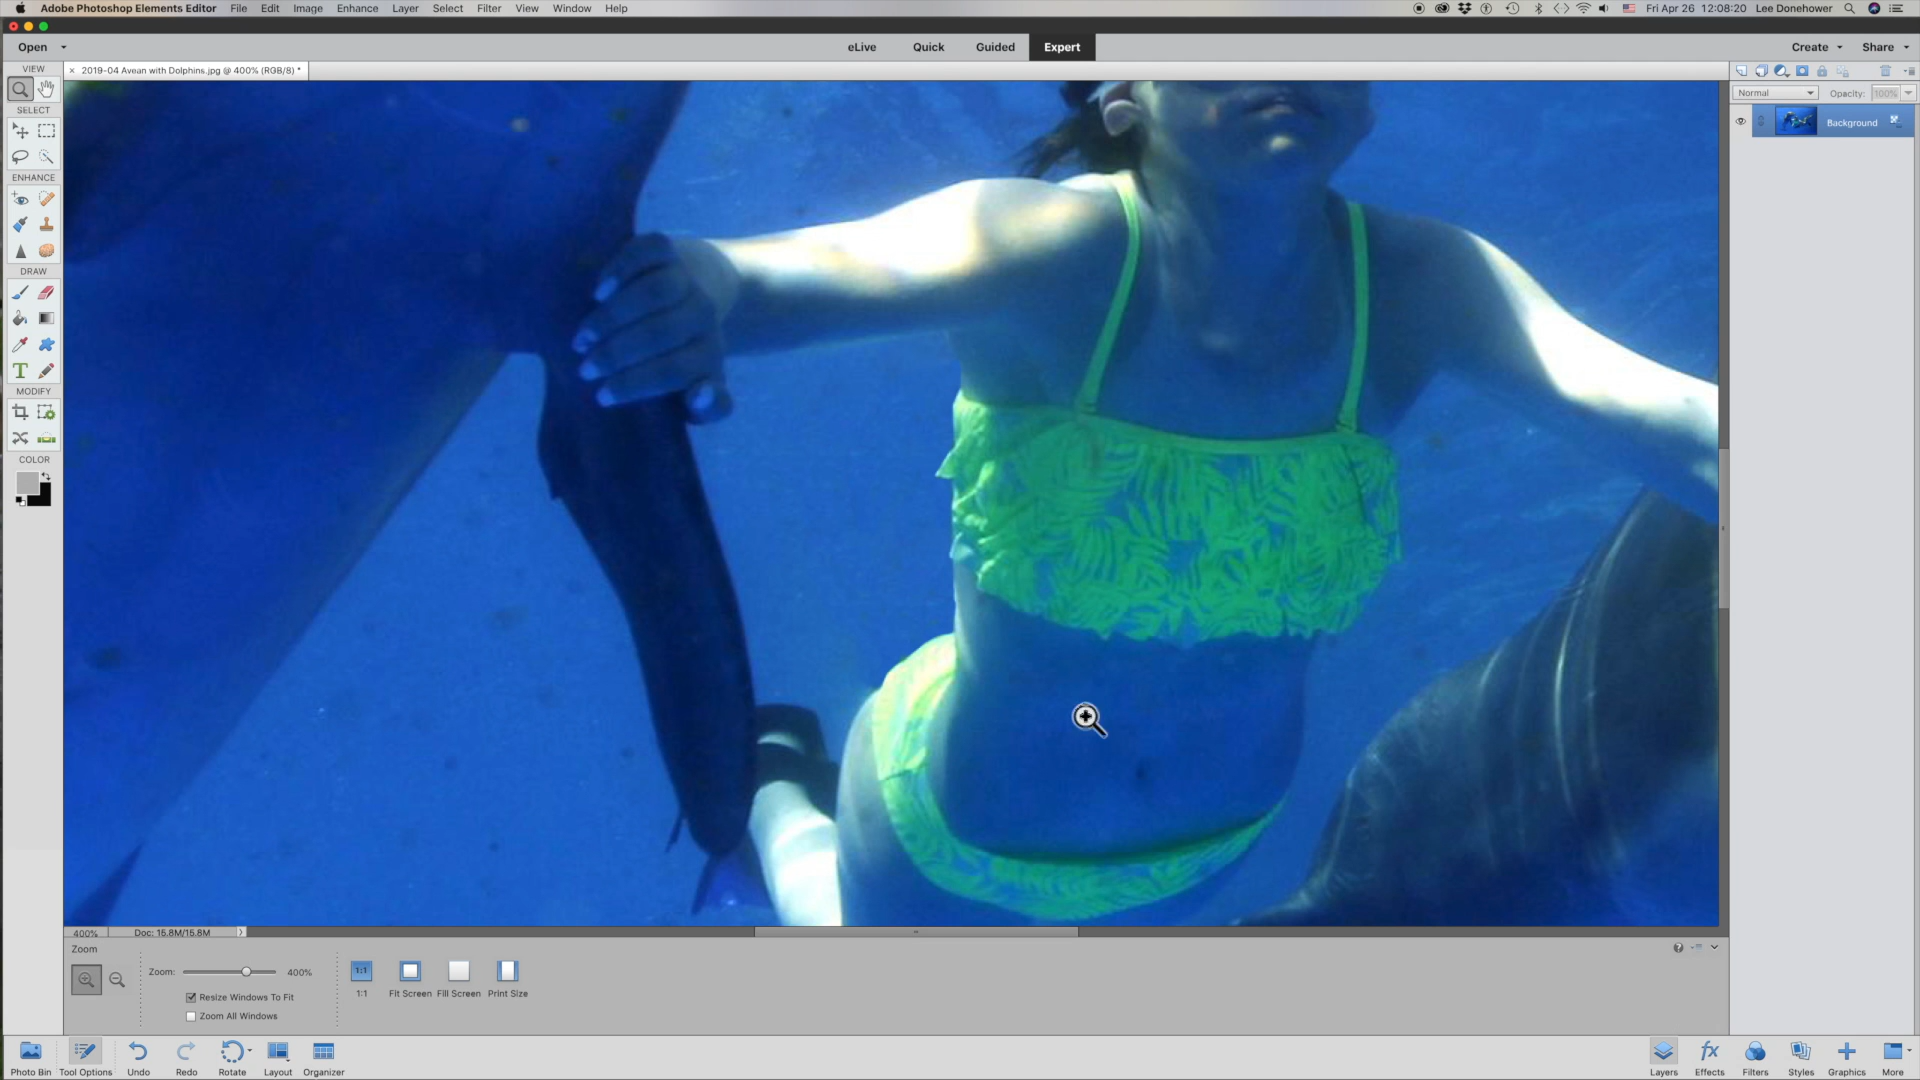 Adobe Photoshop Elements Editor File Edit Image Enhance Layer Select Filter View Window Help Fri Apr 26 12:08:20 Lee Donehower
Open eLive Quick Guided Expert Create Share
VIEW
× 2019-04 Avean with Dolphins.jpg @ 400% (RGB/8) *
Normal Opacity: 100%
SELECT
Background
ENHANCE
DRAW
T
MODIFY
COLOR
400% Doc: 15.8M/15.8M
Zoom
Zoom: 400%
1:1
1:1 Fit Screen Fill Screen Print Size
Resize Windows To Fit
Zoom All Windows
fx
Photo Bin Tool Options Undo Redo Rotate Layout Organizer Layers Effects Filters Styles Graphics More